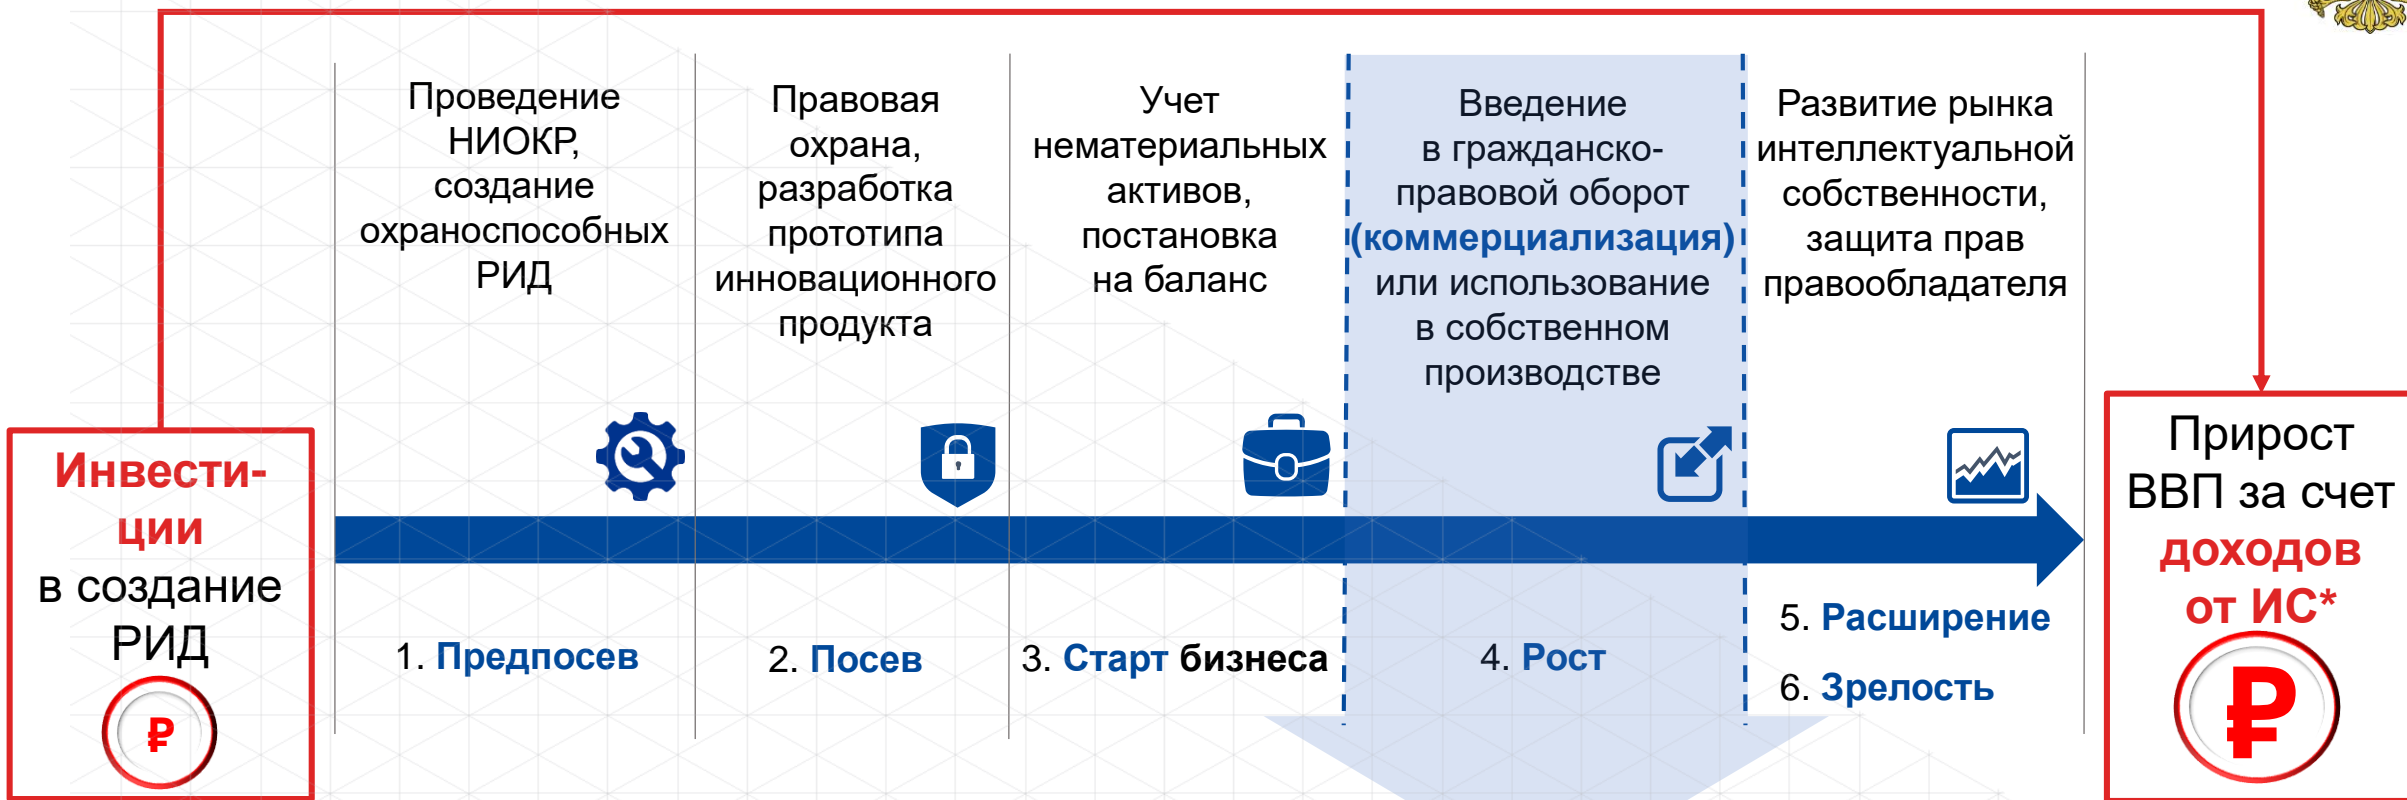 Инвести-
ции
в создание
РИД
₽
Проведение
НИОКР,
создание
охраноспособных
РИД
1. Предпосев
Правовая
охрана,
разработка
прототипа
инновационного
продукта
2. Посев
Учет
нематериальных
активов,
постановка
на баланс
3. Старт бизнеса
Введение
в гражданско-
правовой оборот
(коммерциализация)
или использование
в собственном
производстве
4. Рост
Развитие рынка
интеллектуальной
собственности,
защита прав
правообладателя
5. Расширение
6. Зрелость
Прирост
ВВП за счет
доходов
от ИС*
₽